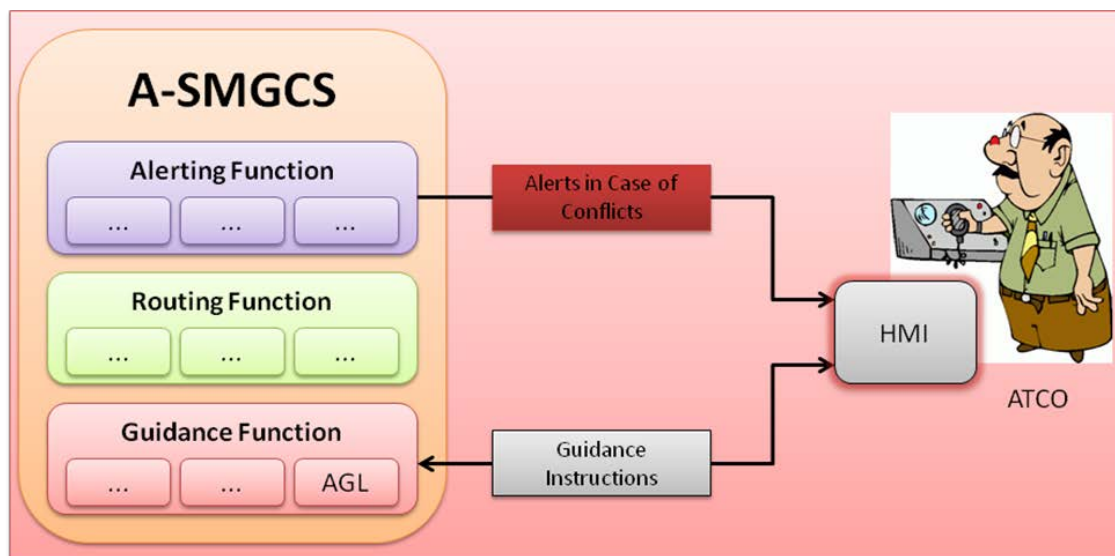 A-SMGCS
Alerting Function
... ... ...
Alerts in Case of
Conflicts
Routing Function
... ... ...
HMI
ATCO
Guidance Function
... ... AGL
Guidance
Instructions